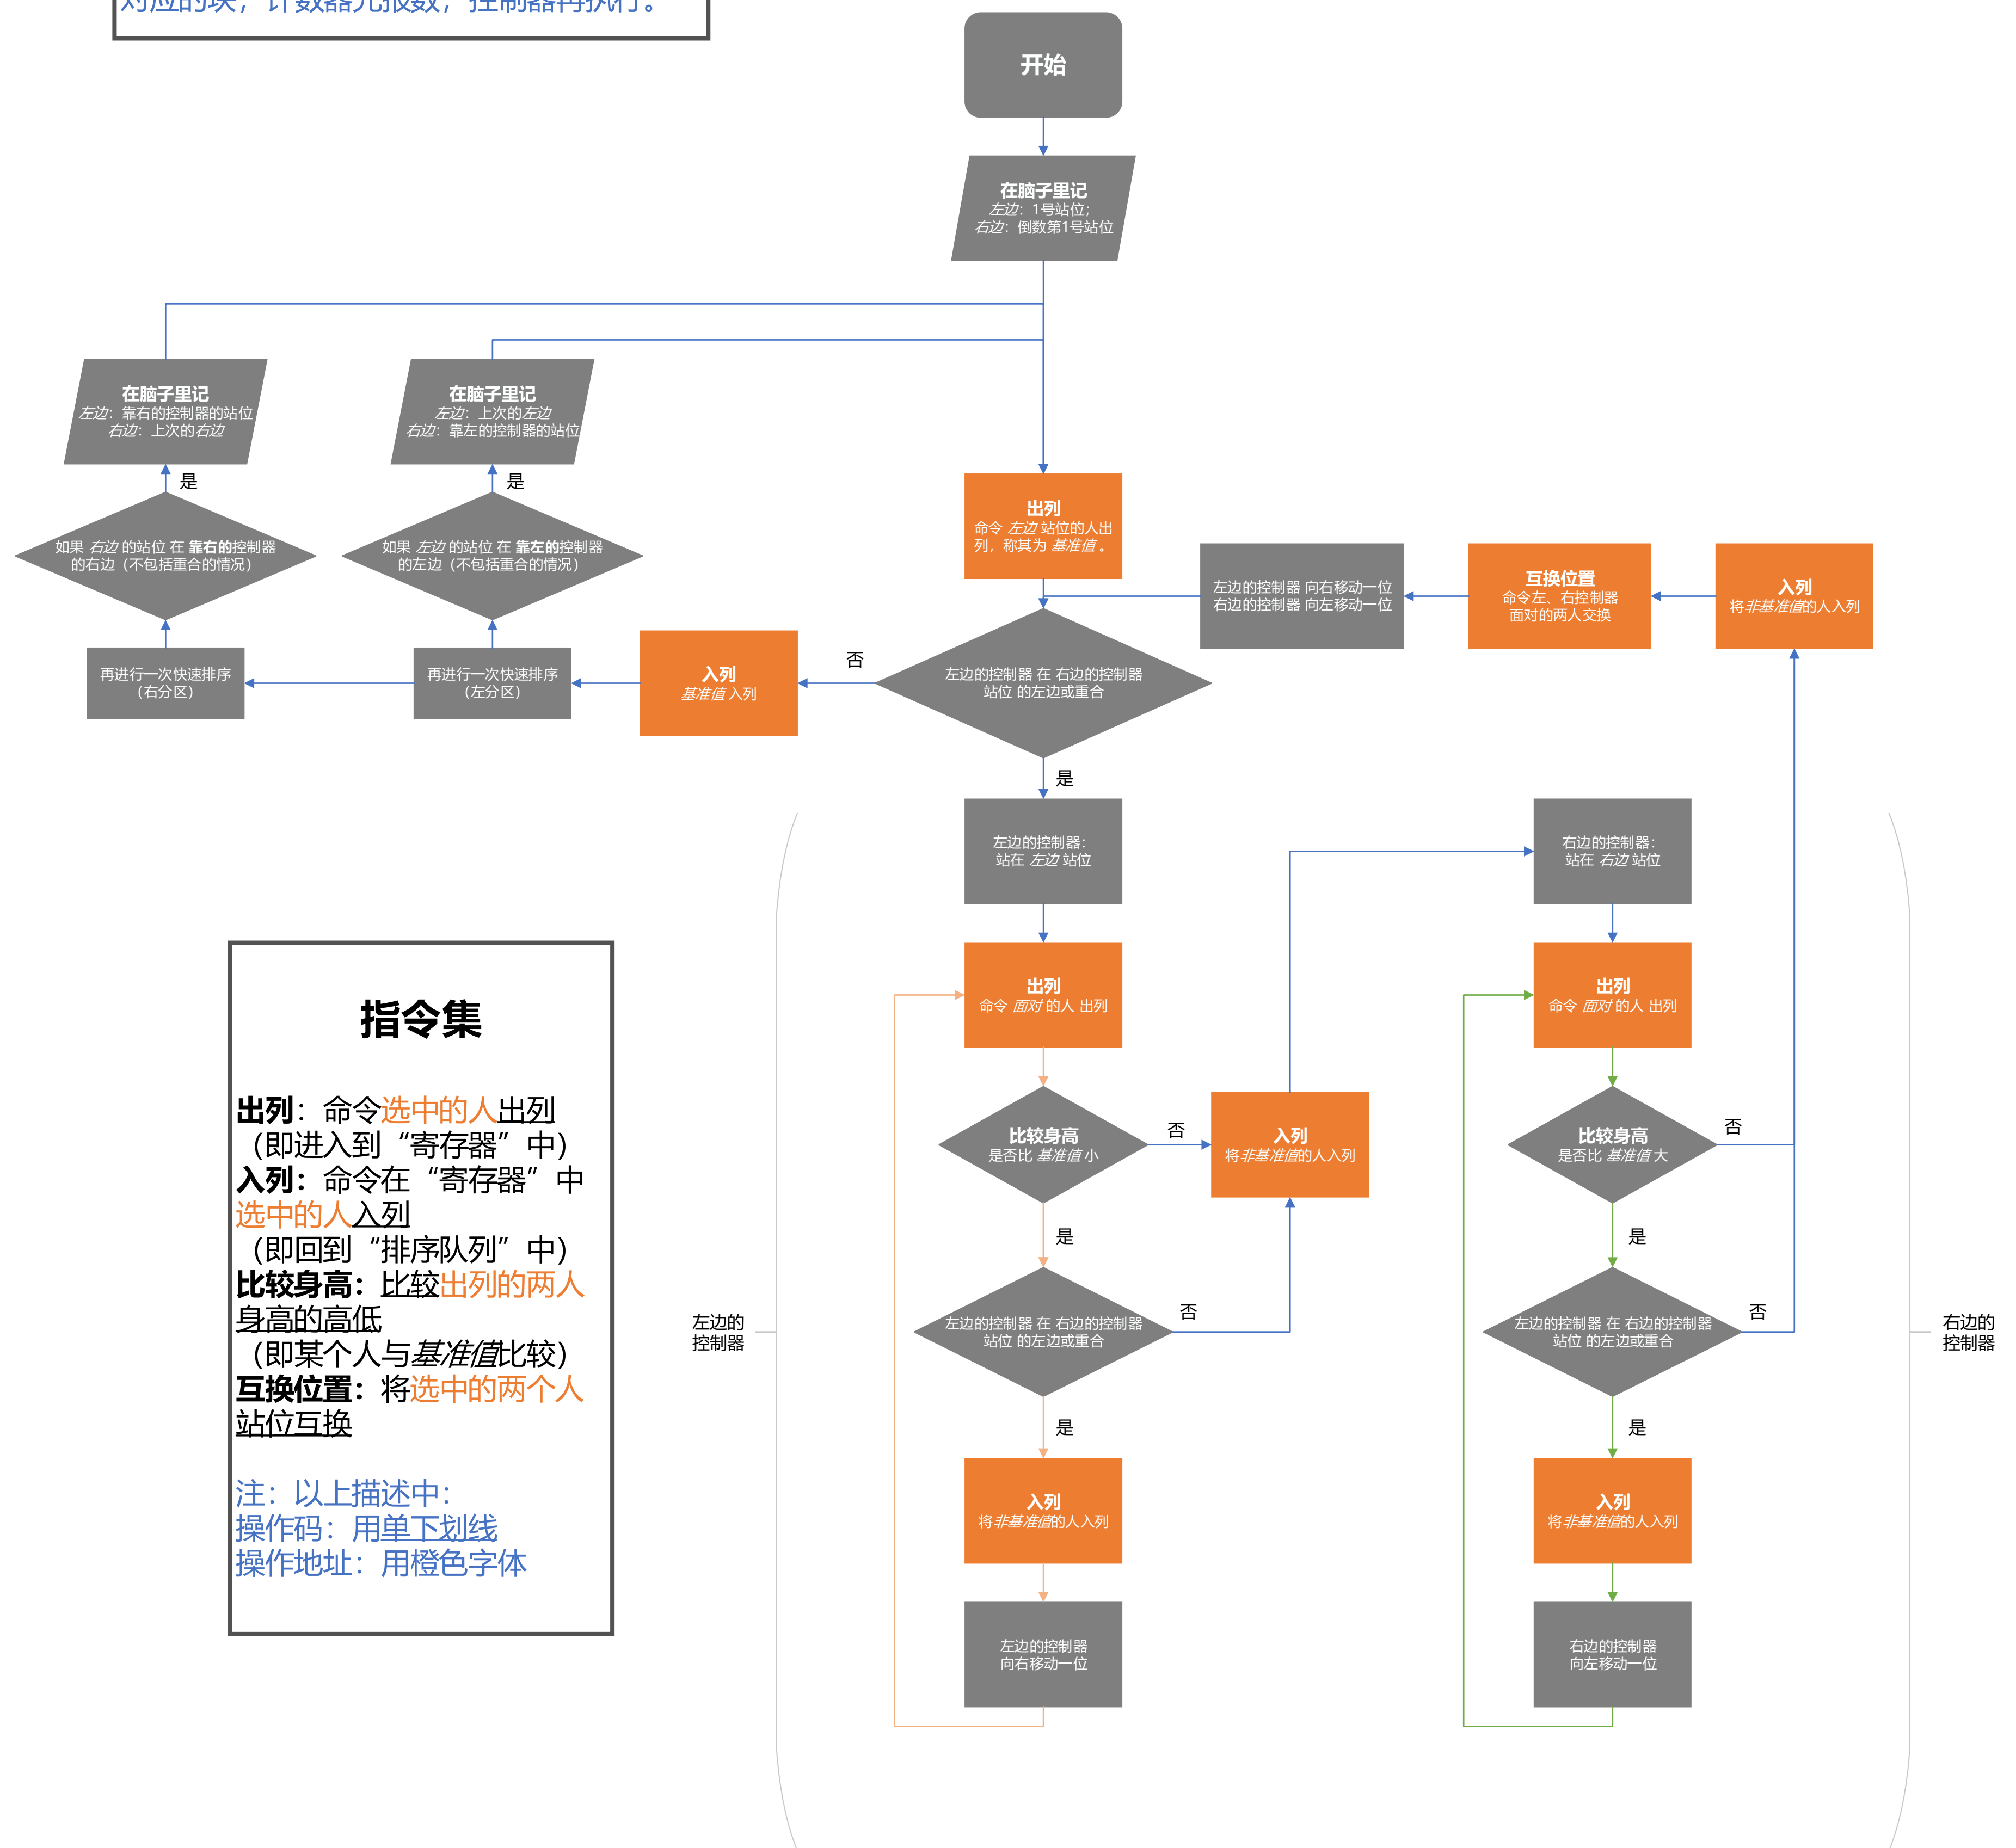 对应的块，计数器先报数，控制器再执行。
开始
在脑子里记
左边：1号站位；
右边：倒数第1号站位
在脑子里记
左边：靠右的控制器的站位
右边：上次的右边
在脑子里记
左边：上次的左边
右边：靠左的控制器的站位
是
是
出列
命令 左边 站位的人出
列，称其为 基准值 。
如果 右边 的站位 在 靠右的控制器
的右边（不包括重合的情况）
如果 左边 的站位 在 靠左的控制器
的左边（不包括重合的情况）
左边的控制器 向右移动一位
右边的控制器 向左移动一位
互换位置
命令左、右控制器
面对的两人交换
入列
将非基准值的人入列
再进行一次快速排序
（右分区）
再进行一次快速排序
（左分区）
入列
基准值 入列
否
左边的控制器 在 右边的控制器
站位 的左边或重合
是
左边的控制器：
站在 左边 站位
右边的控制器：
站在 右边 站位
出列
命令 面对 的人 出列
出列
命令 面对 的人 出列
比较身高
是否比 基准值 小
否
入列
将非基准值的人入列
比较身高
是否比 基准值 大
否
是
是
左边的控制器 在 右边的控制器
站位 的左边或重合
否
左边的控制器 在 右边的控制器
站位 的左边或重合
否
左边的
控制器
右边的
控制器
是
是
入列
将非基准值的人入列
入列
将非基准值的人入列
左边的控制器
向右移动一位
右边的控制器
向左移动一位
指令集
出列：命令选中的人出列
（即进入到“寄存器”中）
入列：命令在“寄存器”中
选中的人入列
（即回到“排序队列”中）
比较身高：比较出列的两人
身高的高低
（即某个人与基准值比较）
互换位置：将选中的两个人
站位互换
注：以上描述中：
操作码：用单下划线
操作地址：用橙色字体